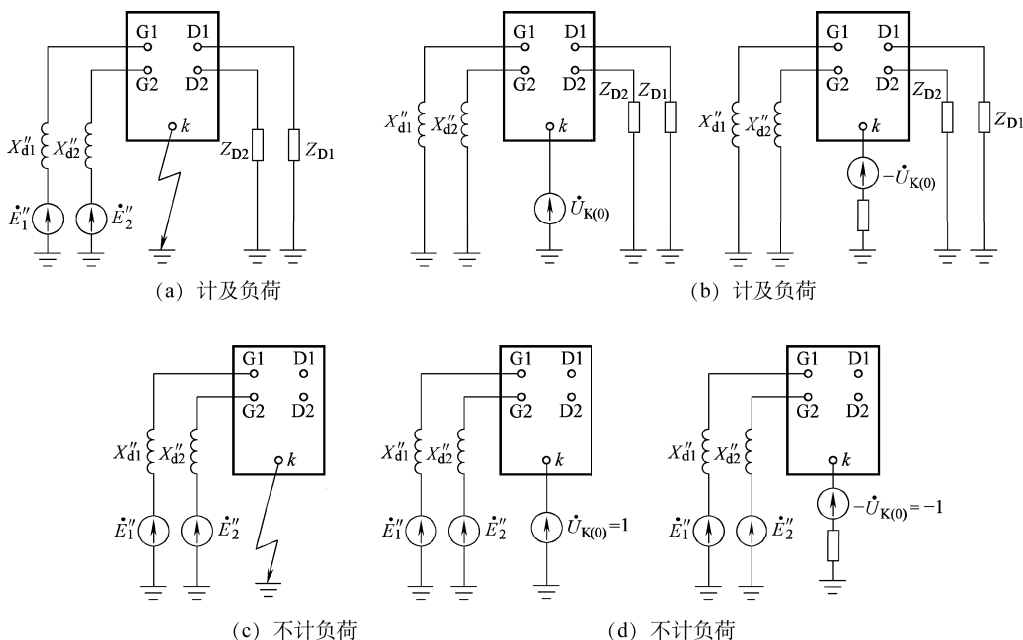 G1 D1
G2 D2
k
X″d1 X″d2 ZD2 ZD1
Ė″1 Ė″2
(a) 计及负荷
G1 D1
G2 D2
k
X″d1 X″d2 ZD2 ZD1
U̇K(0)
G1 D1
G2 D2
k
X″d1 X″d2 ZD2 ZD1
−U̇K(0)
(b) 计及负荷
G1 D1
G2 D2
k
X″d1 X″d2
Ė″1 Ė″2
(c) 不计负荷
G1 D1
G2 D2
k
X″d1 X″d2
Ė″1 Ė″2 U̇K(0)=1
G1 D1
G2 D2
k
X″d1 X″d2
Ė″1 Ė″2 −U̇K(0)=−1
(d) 不计负荷